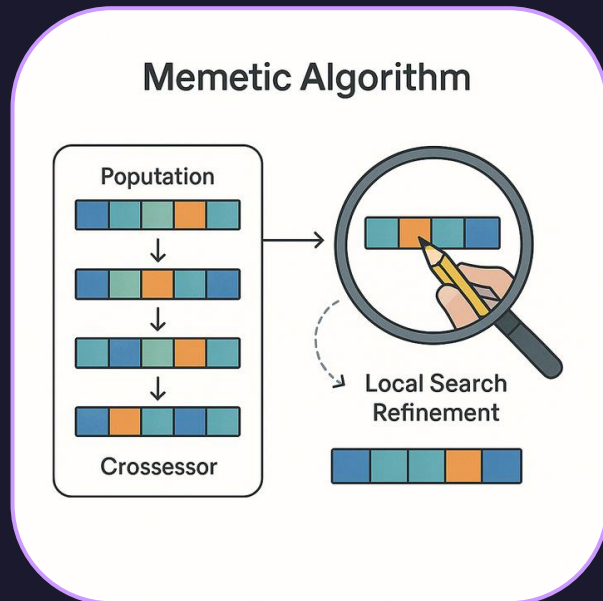 Memetic Algorithm
Poputation
Crossessor
Local Search
Refinement